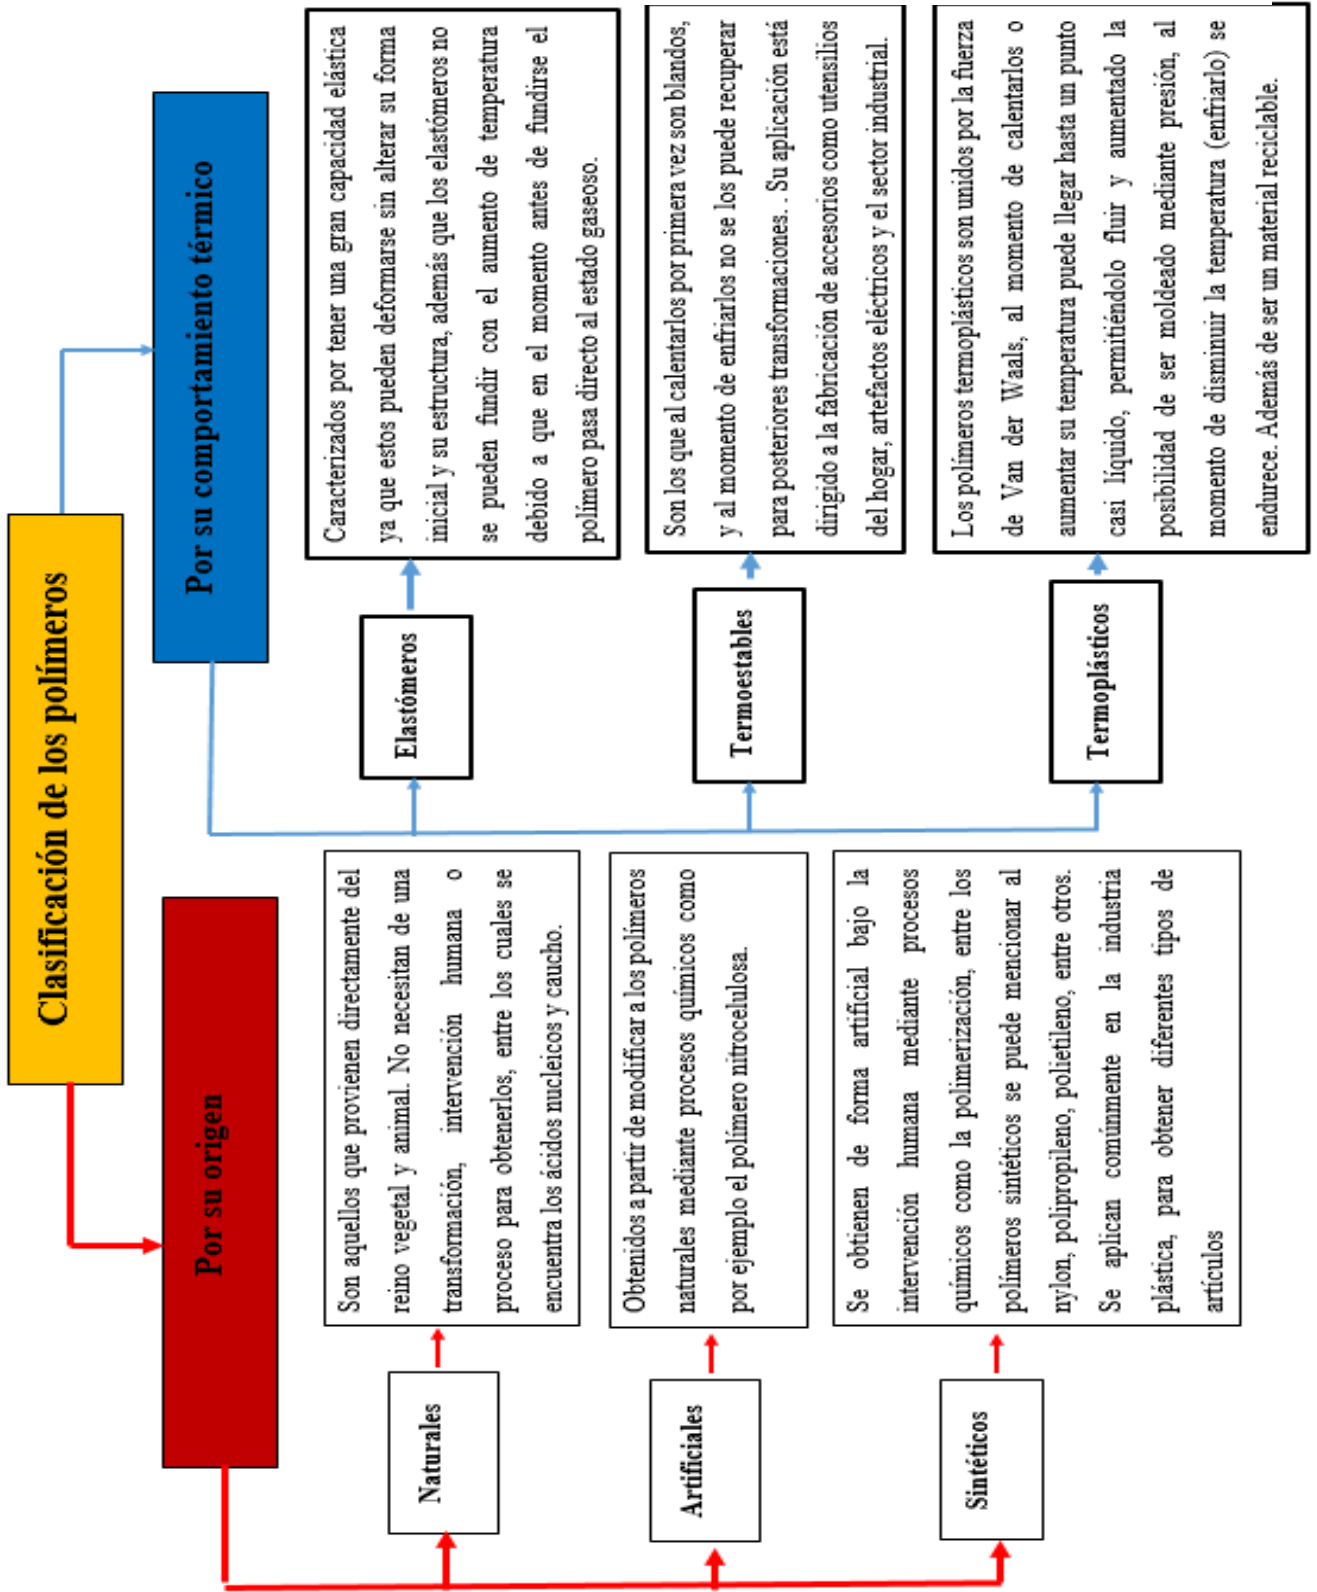 Clasificación de los polímeros
Por su origen
Naturales
Son aquellos que provienen directamente del
reino vegetal y animal. No necesitan de una
transformación, intervención humana o
proceso para obtenerlos, entre los cuales se
encuentra los ácidos nucleicos y caucho.
Artificiales
Obtenidos a partir de modificar a los polímeros
naturales mediante procesos químicos como
por ejemplo el polímero nitrocelulosa.
Sintéticos
Se obtienen de forma artificial bajo la
intervención humana mediante procesos
químicos como la polimerización, entre los
polímeros sintéticos se puede mencionar al
nylon, polipropileno, polietileno, entre otros.
Se aplican comúnmente en la industria
plástica, para obtener diferentes tipos de
artículos
Por su comportamiento térmico
Elastómeros
Caracterizados por tener una gran capacidad elástica
ya que estos pueden deformarse sin alterar su forma
inicial y su estructura, además que los elastómeros no
se pueden fundir con el aumento de temperatura
debido a que en el momento antes de fundirse el
polímero pasa directo al estado gaseoso.
Termoestables
Son los que al calentarlos por primera vez son blandos,
y al momento de enfriarlos no se los puede recuperar
para posteriores transformaciones. . Su aplicación está
dirigido a la fabricación de accesorios como utensilios
del hogar, artefactos eléctricos y el sector industrial.
Termoplásticos
Los polímeros termoplásticos son unidos por la fuerza
de Van der Waals, al momento de calentarlos o
aumentar su temperatura puede llegar hasta un punto
casi líquido, permitiéndolo fluir y aumentado la
posibilidad de ser moldeado mediante presión, al
momento de disminuir la temperatura (enfriarlo) se
endurece. Además de ser un material reciclable.